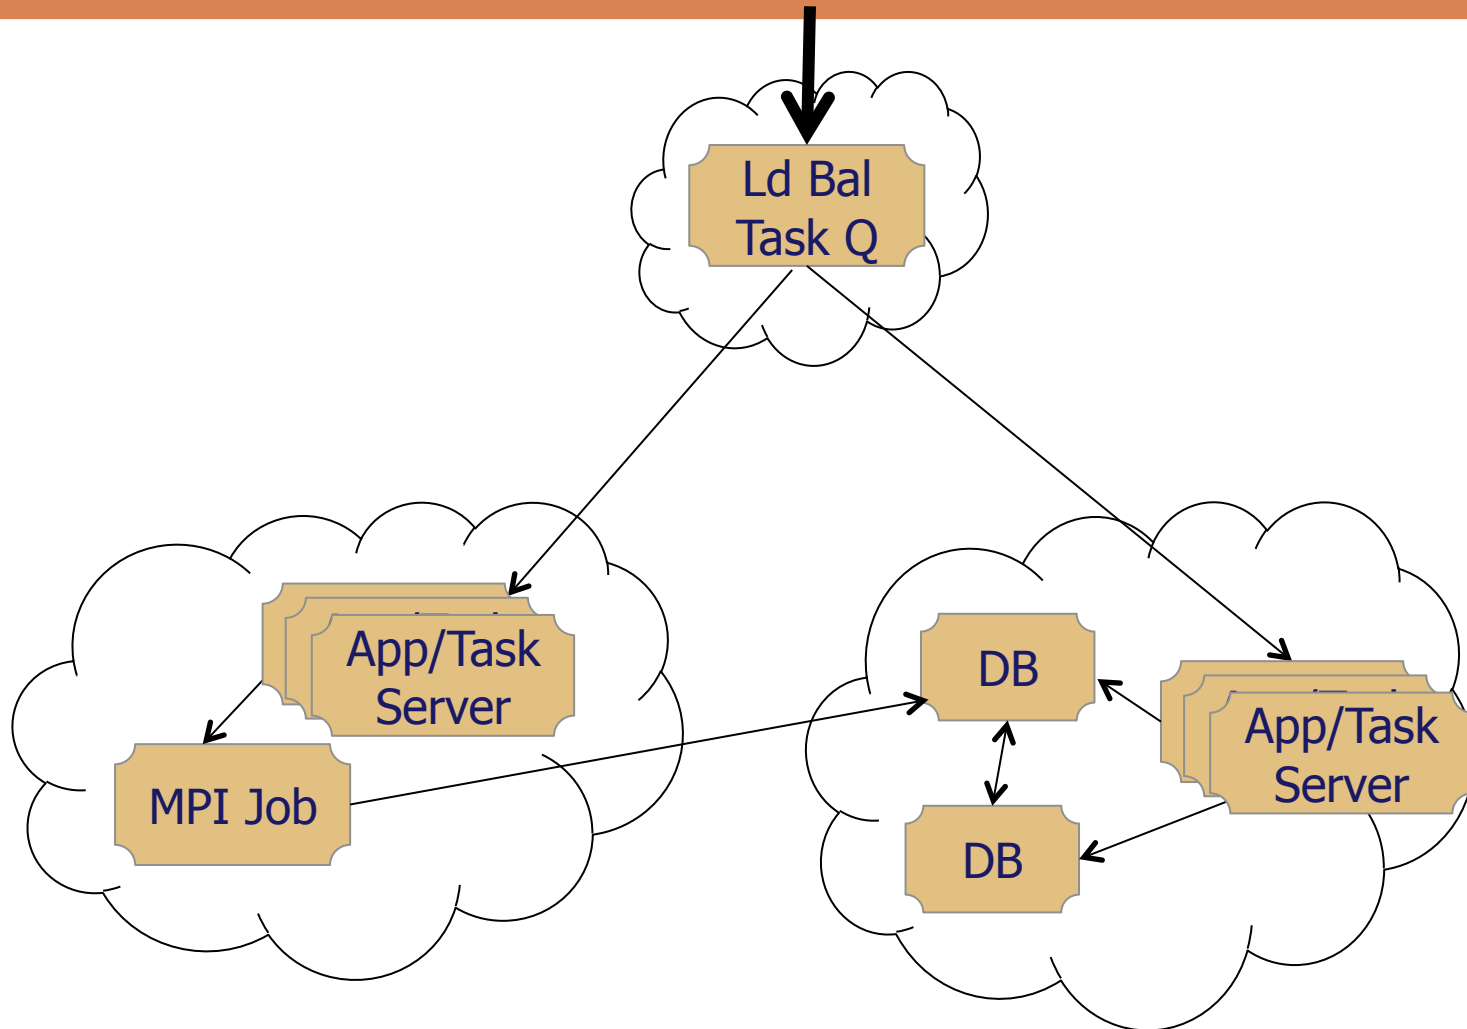 Ld Bal
Task Q
App/Task
Server
MPI Job
DB
App/Task
Server
DB